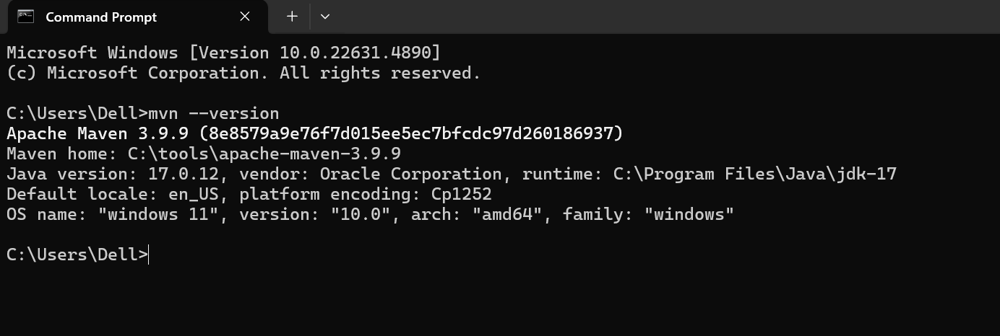 Command Prompt
Microsoft Windows [Version 10.0.22631.4890]
(c) Microsoft Corporation. All rights reserved.
C:\Users\Dell>mvn --version
Apache Maven 3.9.9 (8e8579a9e76f7d015ee5ec7bfcdc97d260186937)
Maven home: C:\tools\apache-maven-3.9.9
Java version: 17.0.12, vendor: Oracle Corporation, runtime: C:\Program Files\Java\jdk-17
Default locale: en_US, platform encoding: Cp1252
OS name: "windows 11", version: "10.0", arch: "amd64", family: "windows"
C:\Users\Dell>